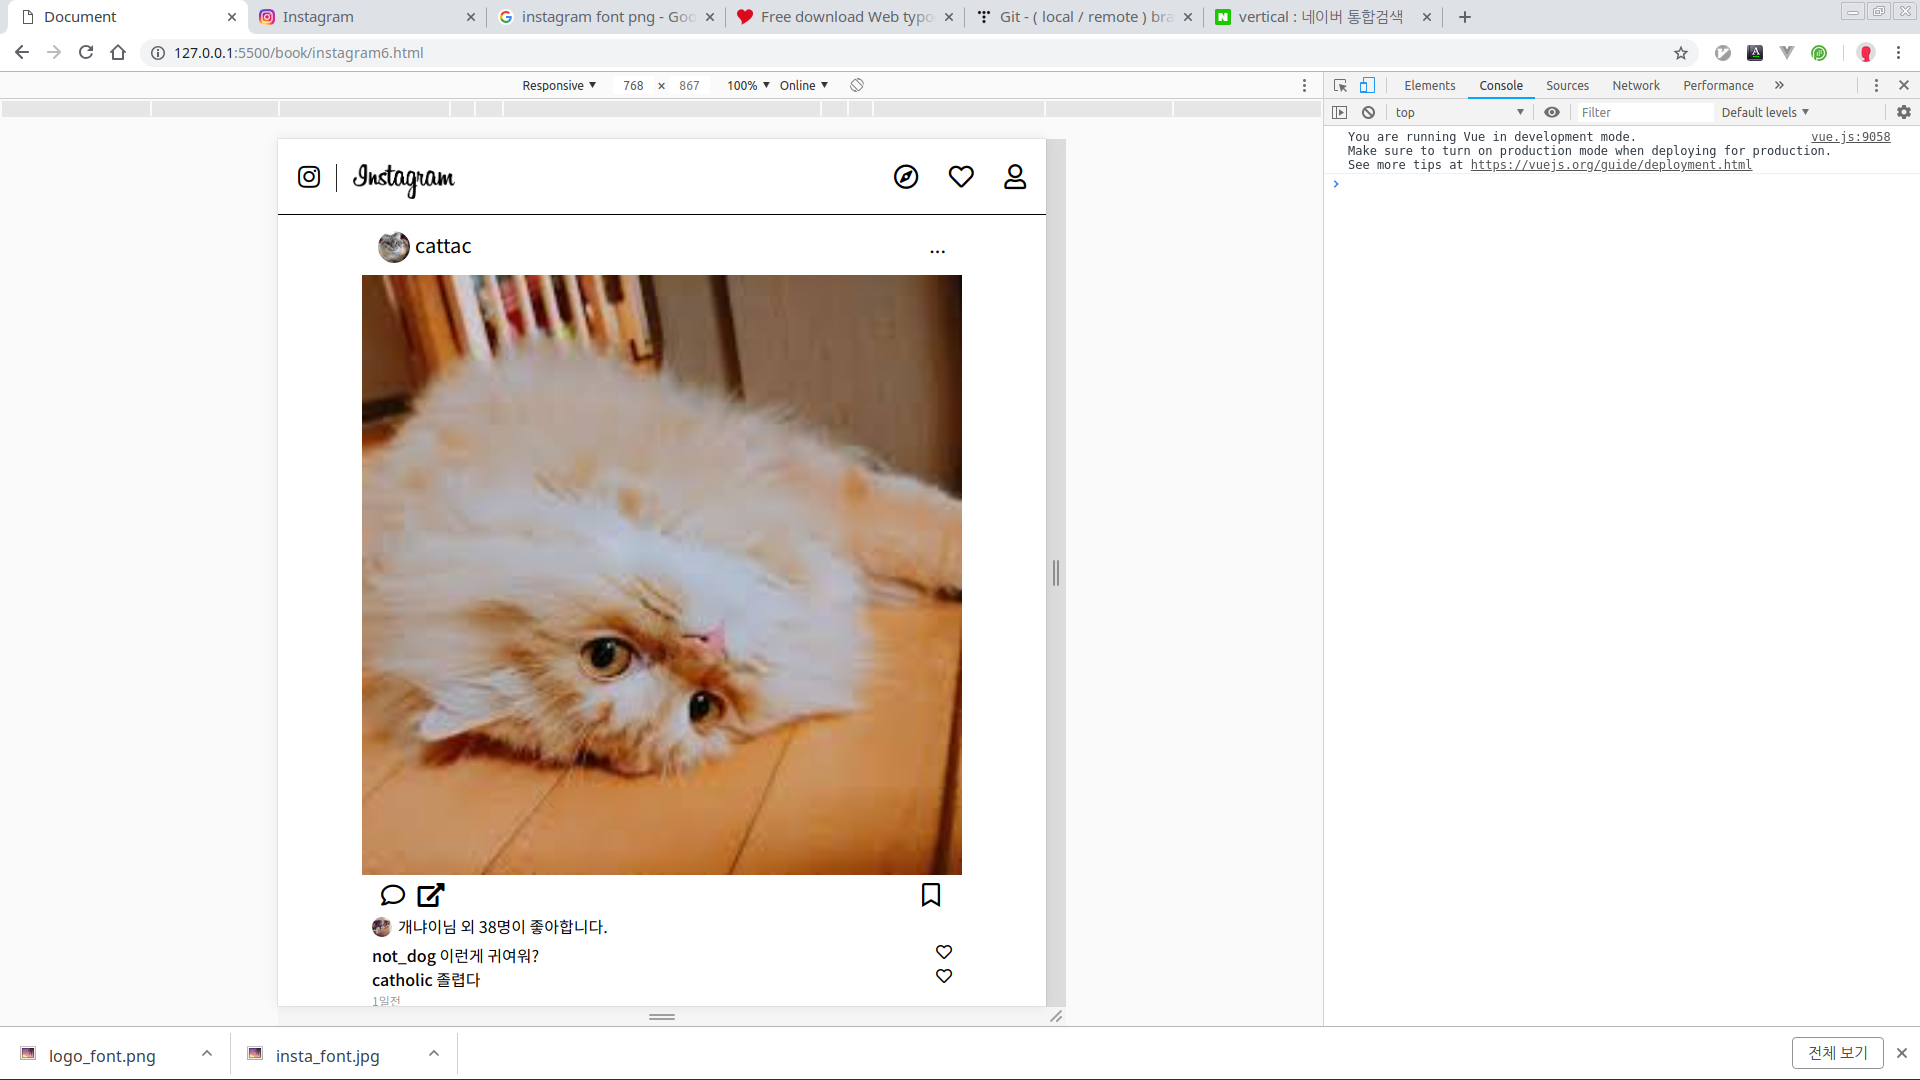 Document
Instagram
instagram font png - Goo
Free download Web typo
Git - ( local / remote ) bra
vertical : 네이버 통합검색
127.0.0.1:5500/book/instagram6.html
Responsive 768 × 867 100% Online
Elements Console Sources Network Performance
top Filter Default levels
You are running Vue in development mode. vue.js:9058
Make sure to turn on production mode when deploying for production.
See more tips at https://vuejs.org/guide/deployment.html
Instagram
cattac ...
개냐이님 외 38명이 좋아합니다.
not_dog 이런게 귀여워?
catholic 졸렵다
1일전
logo_font.png
insta_font.jpg
전체 보기